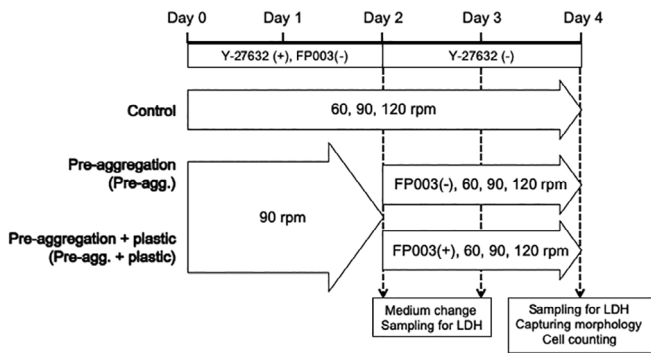 Day 0 Day 1 Day 2 Day 3 Day 4
Y-27632 (+), FP003(-) Y-27632 (-)
Control 60, 90, 120 rpm
Pre-aggregation
(Pre-agg.)
FP003(-), 60, 90, 120 rpm
90 rpm
Pre-aggregation + plastic
(Pre-agg. + plastic)
FP003(+), 60, 90, 120 rpm
Medium change
Sampling for LDH
Sampling for LDH
Capturing morphology
Cell counting